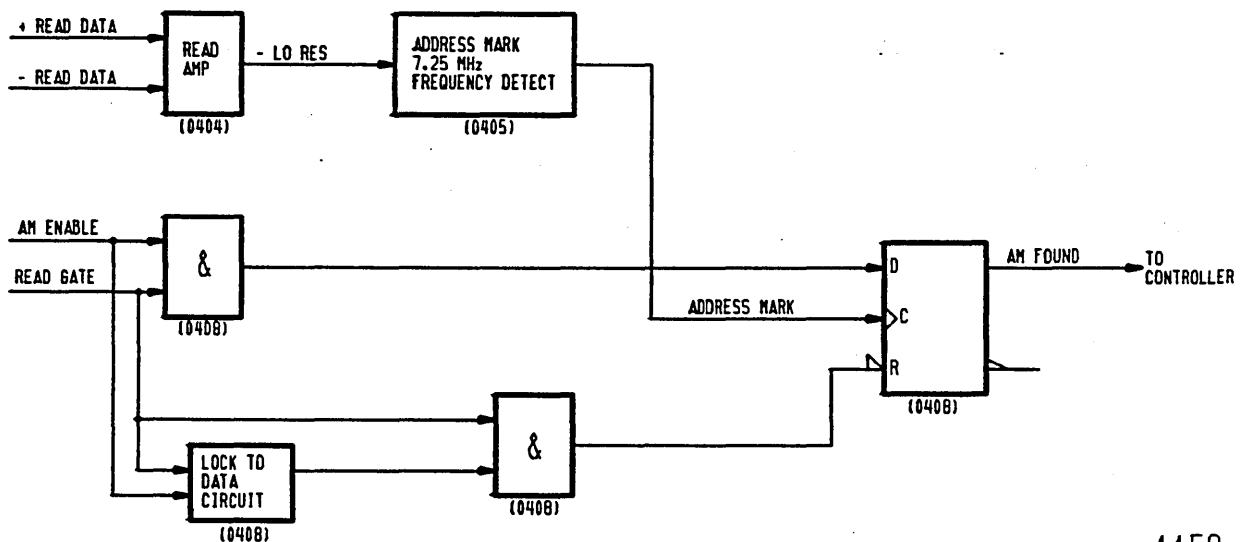 + READ DATA
- READ DATA
READ
AMP
(0404)
- LO RES
ADDRESS MARK
7.25 MHz
FREQUENCY DETECT
(0405)
AM ENABLE
READ GATE
&
(0408)
ADDRESS MARK
D
C
R
(0408)
AM FOUND
TO
CONTROLLER
LOCK TO
DATA
CIRCUIT
(0408)
&
(0408)